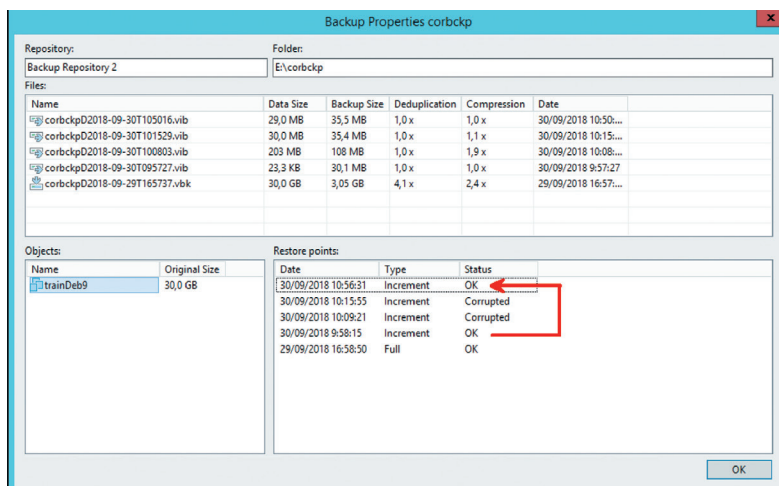 Backup Properties corbckp
x
Repository: Folder:
Backup Repository 2 E:\corbckp
Files:
Name Data Size Backup Size Deduplication Compression Date
corbckpD2018-09-30T105016.vib 29,0 MB 35,5 MB 1,0 x 1,0 x 30/09/2018 10:50:...
corbckpD2018-09-30T101529.vib 30,0 MB 35,4 MB 1,0 x 1,1 x 30/09/2018 10:15:...
corbckpD2018-09-30T100803.vib 203 MB 108 MB 1,0 x 1,9 x 30/09/2018 10:08:...
corbckpD2018-09-30T095727.vib 23,3 KB 30,1 MB 1,0 x 1,0 x 30/09/2018 9:57:27
corbckpD2018-09-29T165737.vbk 30,0 GB 3,05 GB 4,1 x 2,4 x 29/09/2018 16:57:...
Objects:
Name Original Size
trainDeb9 30,0 GB
Restore points:
Date Type Status
30/09/2018 10:56:31 Increment OK
30/09/2018 10:15:55 Increment Corrupted
30/09/2018 10:09:21 Increment Corrupted
30/09/2018 9:58:15 Increment OK
29/09/2018 16:58:50 Full OK
OK